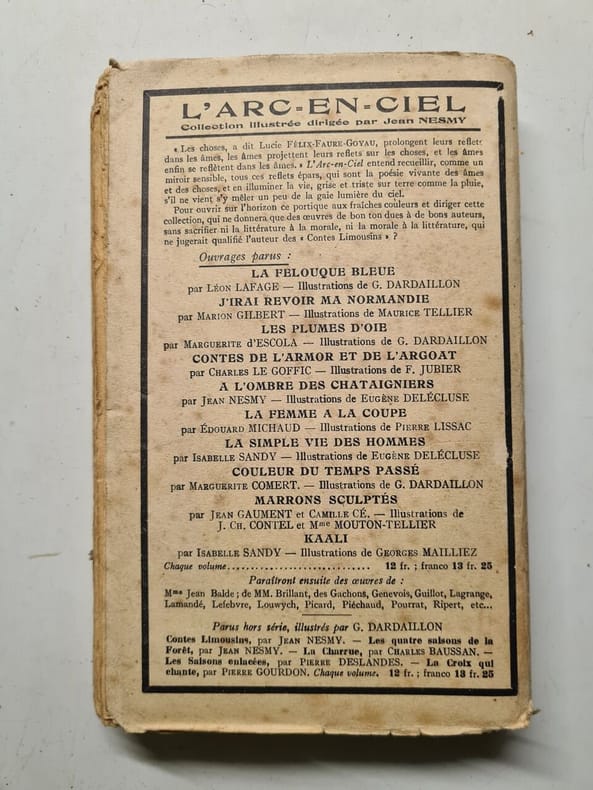 L'ARC-EN-CIEL
Collection illustrée dirigée par Jean NESMY
« Les choses, a dit Lucie FÉLIX-FAURE-GOYAU, prolongent leurs reflets
dans les âmes, les âmes projettent leurs reflets sur les choses, et les âmes
enfin se reflètent dans les âmes. » L'Arc-en-Ciel entend recueillir, comme un
miroir sensible, tous ces reflets épars, qui sont la poésie vivante des âmes
et des choses, et en illuminer la vie, grise et triste sur terre comme la pluie,
s'il ne vient s'y mêler un peu de la gaie lumière du ciel.
Pour ouvrir sur l'horizon ce portique aux fraîches couleurs et diriger cette
collection, qui ne donnera que des œuvres de bon ton dues à de bons auteurs,
sans sacrifier ni la littérature à la morale, ni la morale à la littérature, qui
ne jugerait qualifié l'auteur des « Contes Limousins » ?
Ouvrages parus :
LA FELOUQUE BLEUE
par LÉON LAFAGE — Illustrations de G. DARDAILLON
J'IRAI REVOIR MA NORMANDIE
par MARION GILBERT — Illustrations de MAURICE TELLIER
LES PLUMES D'OIE
par MARGUERITE D'ESCOLA — Illustrations de G. DARDAILLON
CONTES DE L'ARMOR ET DE L'ARGOAT
par CHARLES LE GOFFIC — Illustrations de F. JUBIER
A L'OMBRE DES CHATAIGNIERS
par JEAN NESMY — Illustrations de EUGÈNE DELÉCLUSE
LA FEMME A LA COUPE
par ÉDOUARD MICHAUD — Illustrations de PIERRE LISSAC
LA SIMPLE VIE DES HOMMES
par ISABELLE SANDY — Illustrations de EUGÈNE DELÉCLUSE
COULEUR DU TEMPS PASSÉ
par MARGUERITE COMERT. — Illustrations de G. DARDAILLON
MARRONS SCULPTÉS
par JEAN GAUMENT et CAMILLE CÉ. — Illustrations de
J. CH. CONTEL et Mme MOUTON-TELLIER
KAALI
par ISABELLE SANDY — Illustrations de GEORGES MAILLIEZ
Chaque volume............................ 12 fr. ; franco 13 fr. 25
Paraîtront ensuite des œuvres de :
Mme Jean Balde ; de MM. Brillant, des Gachons, Genevois, Guillot, Lagrange,
Lamandé, Lefebvre, Louwych, Picard, Piéchaud, Pourrat, Ripert, etc...
Parus hors série, illustrés par G. DARDAILLON
Contes Limousins, par JEAN NESMY. — Les quatre saisons de la
Forêt, par JEAN NESMY. — La Charrue, par CHARLES BAUSSAN. —
Les Saisons enlacées, par PIERRE DESLANDES. — La Croix qui
chante, par PIERRE GOURDON. Chaque volume. 12 fr. ; franco 13 fr. 25